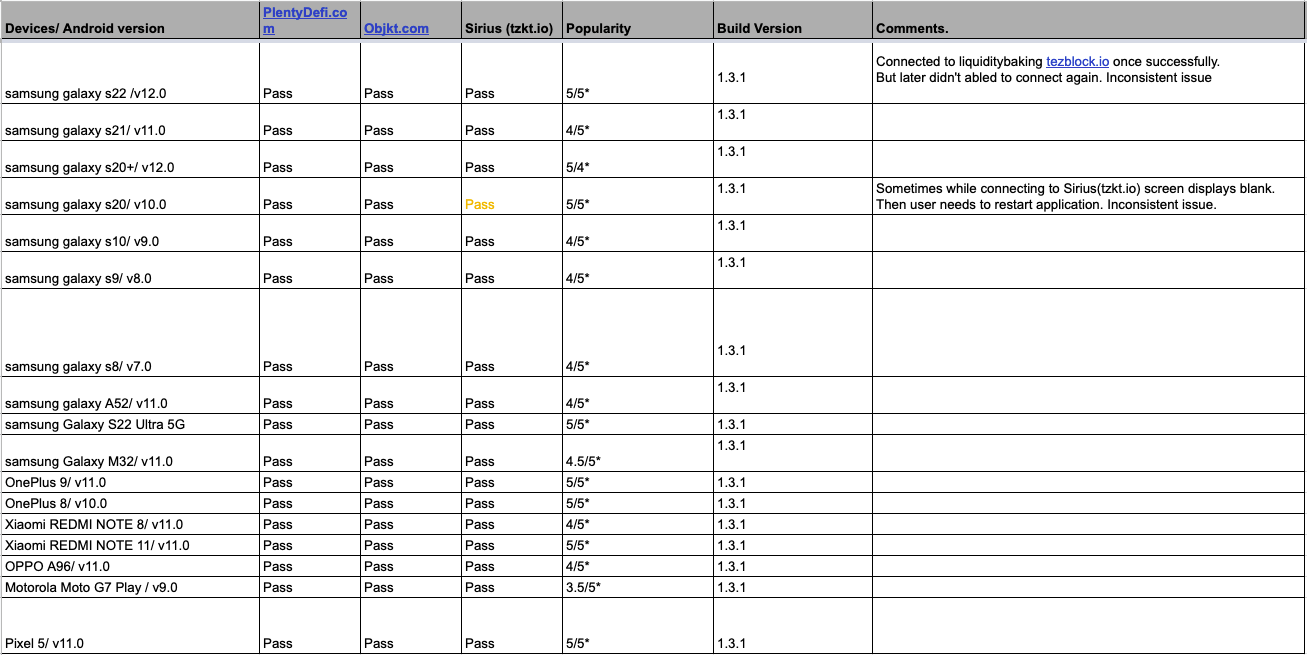 Devices/ Android version PlentyDefi.co
m Objkt.com Sirius (tzkt.io) Popularity Build Version Comments.
samsung galaxy s22 /v12.0 Pass Pass Pass 5/5* 1.3.1 Connected to liquiditybaking tezblock.io once successfully.
But later didn't abled to connect again. Inconsistent issue
samsung galaxy s21/ v11.0 Pass Pass Pass 4/5* 1.3.1
samsung galaxy s20+/ v12.0 Pass Pass Pass 5/4* 1.3.1
samsung galaxy s20/ v10.0 Pass Pass Pass 5/5* 1.3.1 Sometimes while connecting to Sirius(tzkt.io) screen displays blank.
Then user needs to restart application. Inconsistent issue.
samsung galaxy s10/ v9.0 Pass Pass Pass 4/5* 1.3.1
samsung galaxy s9/ v8.0 Pass Pass Pass 4/5* 1.3.1
samsung galaxy s8/ v7.0 Pass Pass Pass 4/5* 1.3.1
samsung galaxy A52/ v11.0 Pass Pass Pass 4/5* 1.3.1
samsung Galaxy S22 Ultra 5G Pass Pass Pass 5/5* 1.3.1
samsung Galaxy M32/ v11.0 Pass Pass Pass 4.5/5* 1.3.1
OnePlus 9/ v11.0 Pass Pass Pass 5/5* 1.3.1
OnePlus 8/ v10.0 Pass Pass Pass 5/5* 1.3.1
Xiaomi REDMI NOTE 8/ v11.0 Pass Pass Pass 4/5* 1.3.1
Xiaomi REDMI NOTE 11/ v11.0 Pass Pass Pass 5/5* 1.3.1
OPPO A96/ v11.0 Pass Pass Pass 4/5* 1.3.1
Motorola Moto G7 Play / v9.0 Pass Pass Pass 3.5/5* 1.3.1
Pixel 5/ v11.0 Pass Pass Pass 5/5* 1.3.1